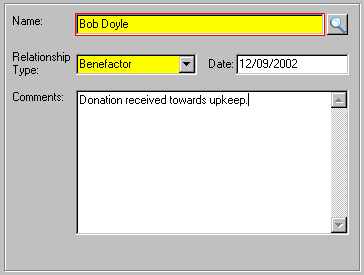 Name: Bob Doyle
Relationship Type: Benefactor Date: 12/09/2002
Comments: Donation received towards upkeep.